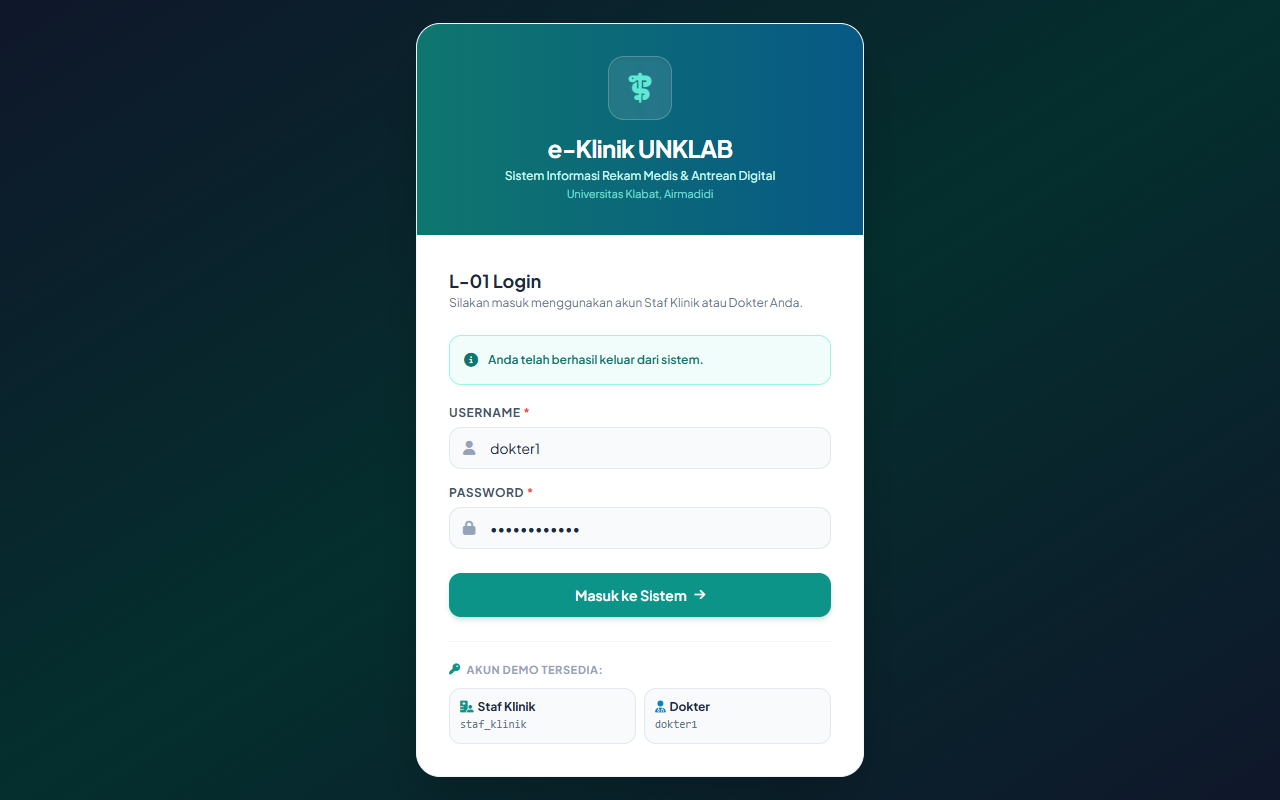 e-Klinik UNKLAB
Sistem Informasi Rekam Medis & Antrean Digital
Universitas Klabat, Airmadidi
L-01 Login
Silakan masuk menggunakan akun Staf Klinik atau Dokter Anda.
Anda telah berhasil keluar dari sistem.
USERNAME *
dokter1
PASSWORD *
••••••••••••
Masuk ke Sistem →
AKUN DEMO TERSEDIA:
Staf Klinik
staf_klinik
Dokter
dokter1